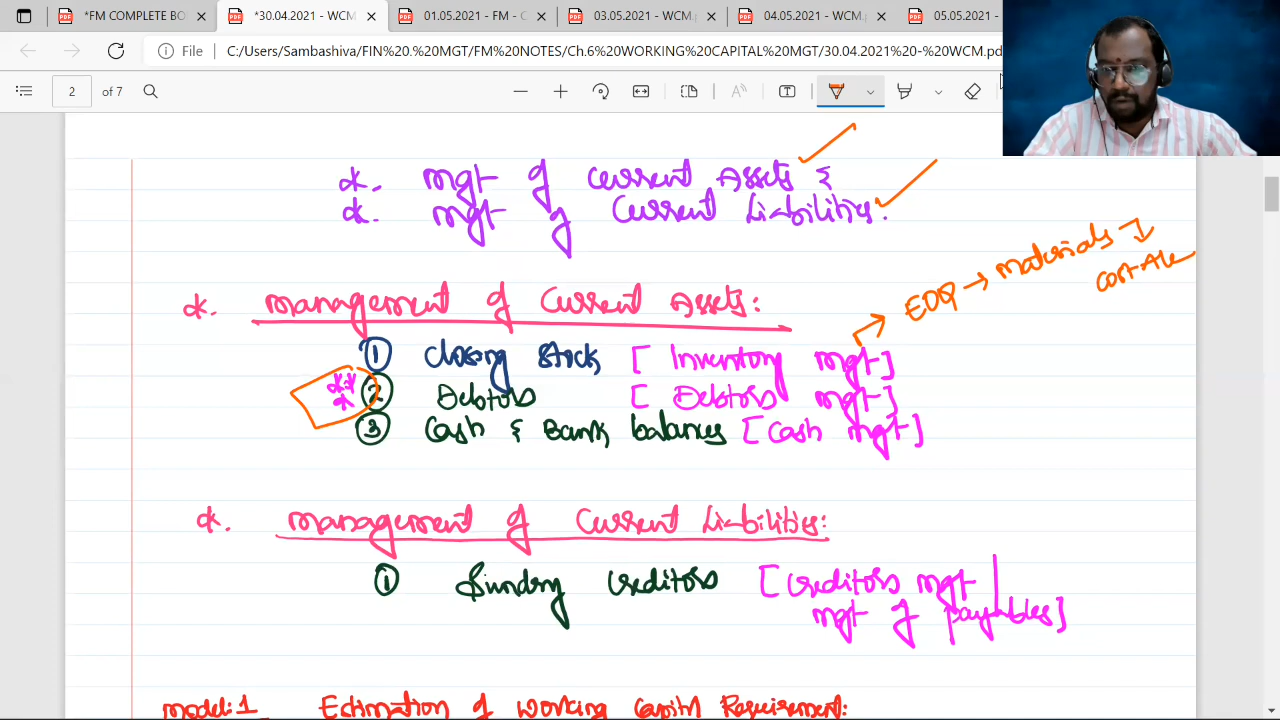 *FM COMPLETE BO
*30.04.2021 - WCM
01.05.2021 - FM - C
03.05.2021 - WCM.p
04.05.2021 - WCM.p
05.05.2021 -
File
C:/Users/Sambashiva/FIN%20.%20MGT/FM%20NOTES/Ch.6%20WORKING%20CAPITAL%20MGT/30.04.2021%20-%20WCM.pd
2 of 7
*. mgt of current Assets &
*. mgt of Current Liabilities.
EOQ → materials
Cost Ale
*. management of Current Assets:
① Closing stock [ Inventory mgt]
② Debtors [ Debtors mgt]
③ Cash & Bank balances [Cash mgt]
*. management of Current Liabilities:
① Sundry creditors [creditors mgt |
mgt of payables]
model:1 Estimation of working capital Requirement: